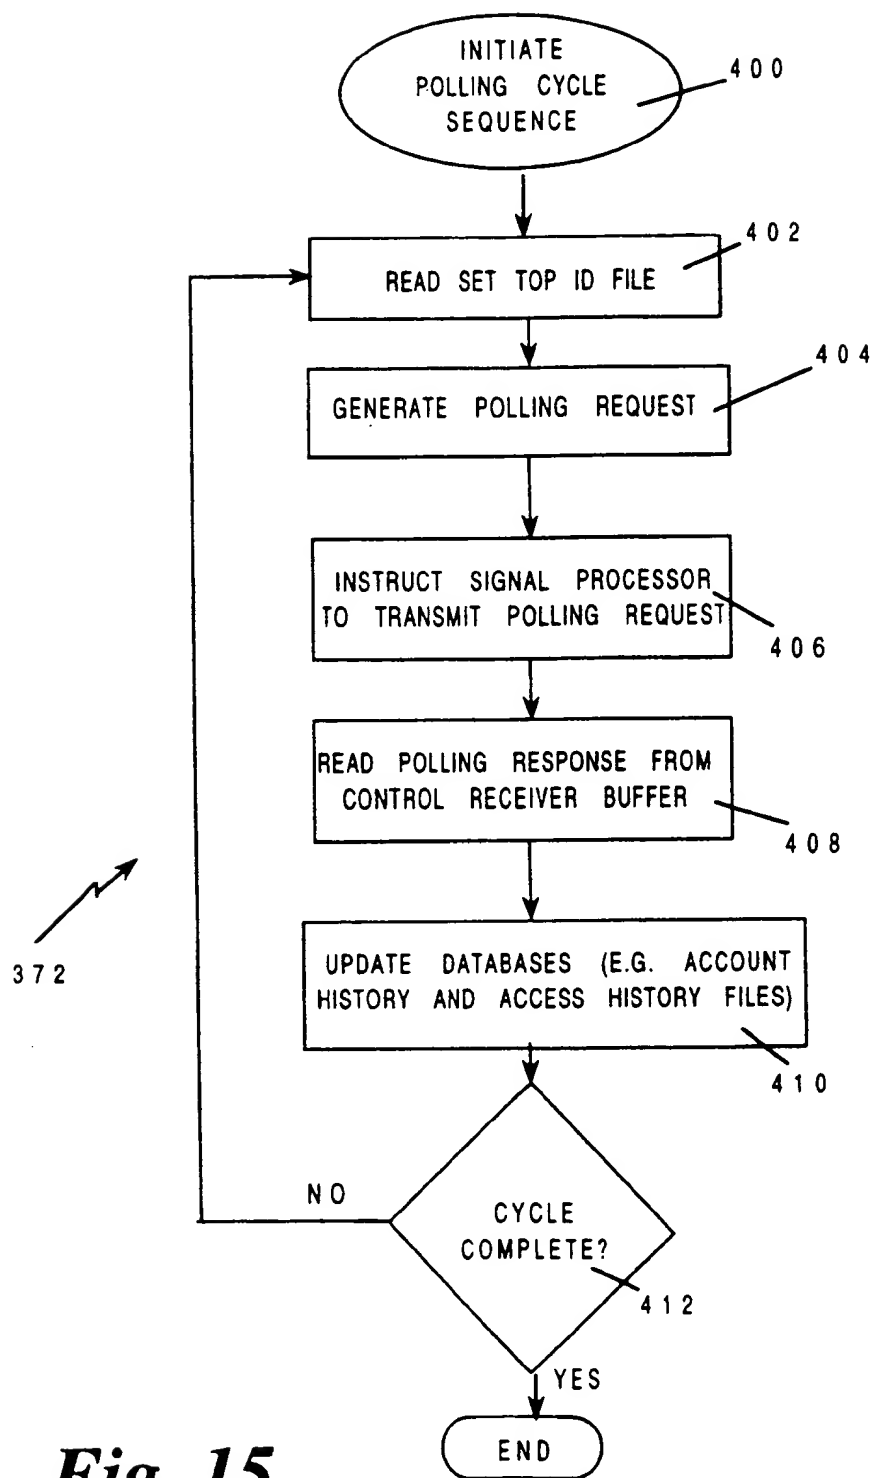 INITIATE
POLLING CYCLE
SEQUENCE
400
402
READ SET TOP ID FILE
404
GENERATE POLLING REQUEST
INSTRUCT SIGNAL PROCESSOR
TO TRANSMIT POLLING REQUEST
406
READ POLLING RESPONSE FROM
CONTROL RECEIVER BUFFER
408
372
UPDATE DATABASES (E.G. ACCOUNT
HISTORY AND ACCESS HISTORY FILES)
410
NO
CYCLE
COMPLETE?
412
YES
END
Fig. 15